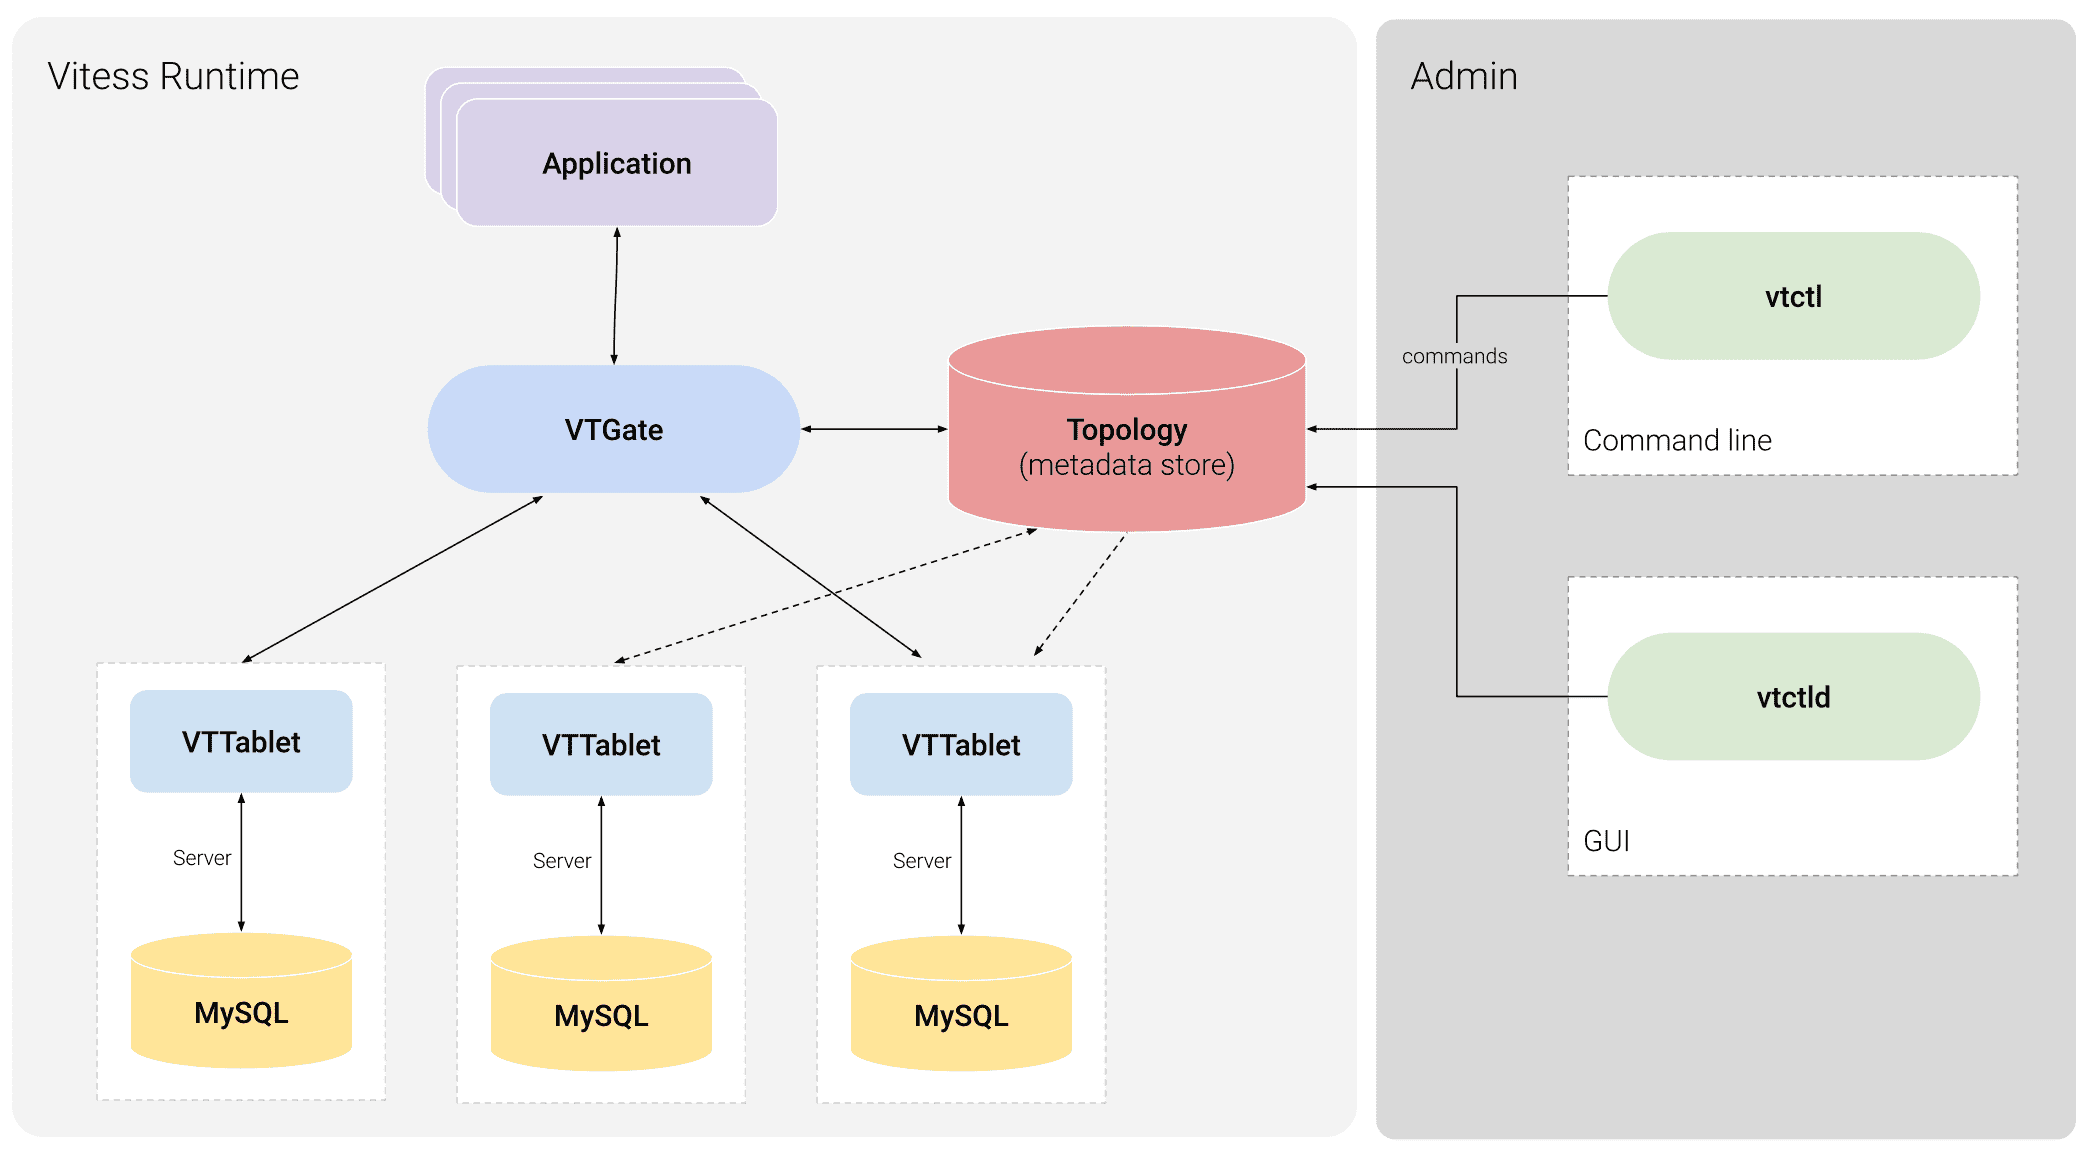 Vitess Runtime
Admin
Application
vtctl
commands
Command line
VTGate
Topology
(metadata store)
vtctld
GUI
VTTablet
VTTablet
VTTablet
Server
Server
Server
MySQL
MySQL
MySQL